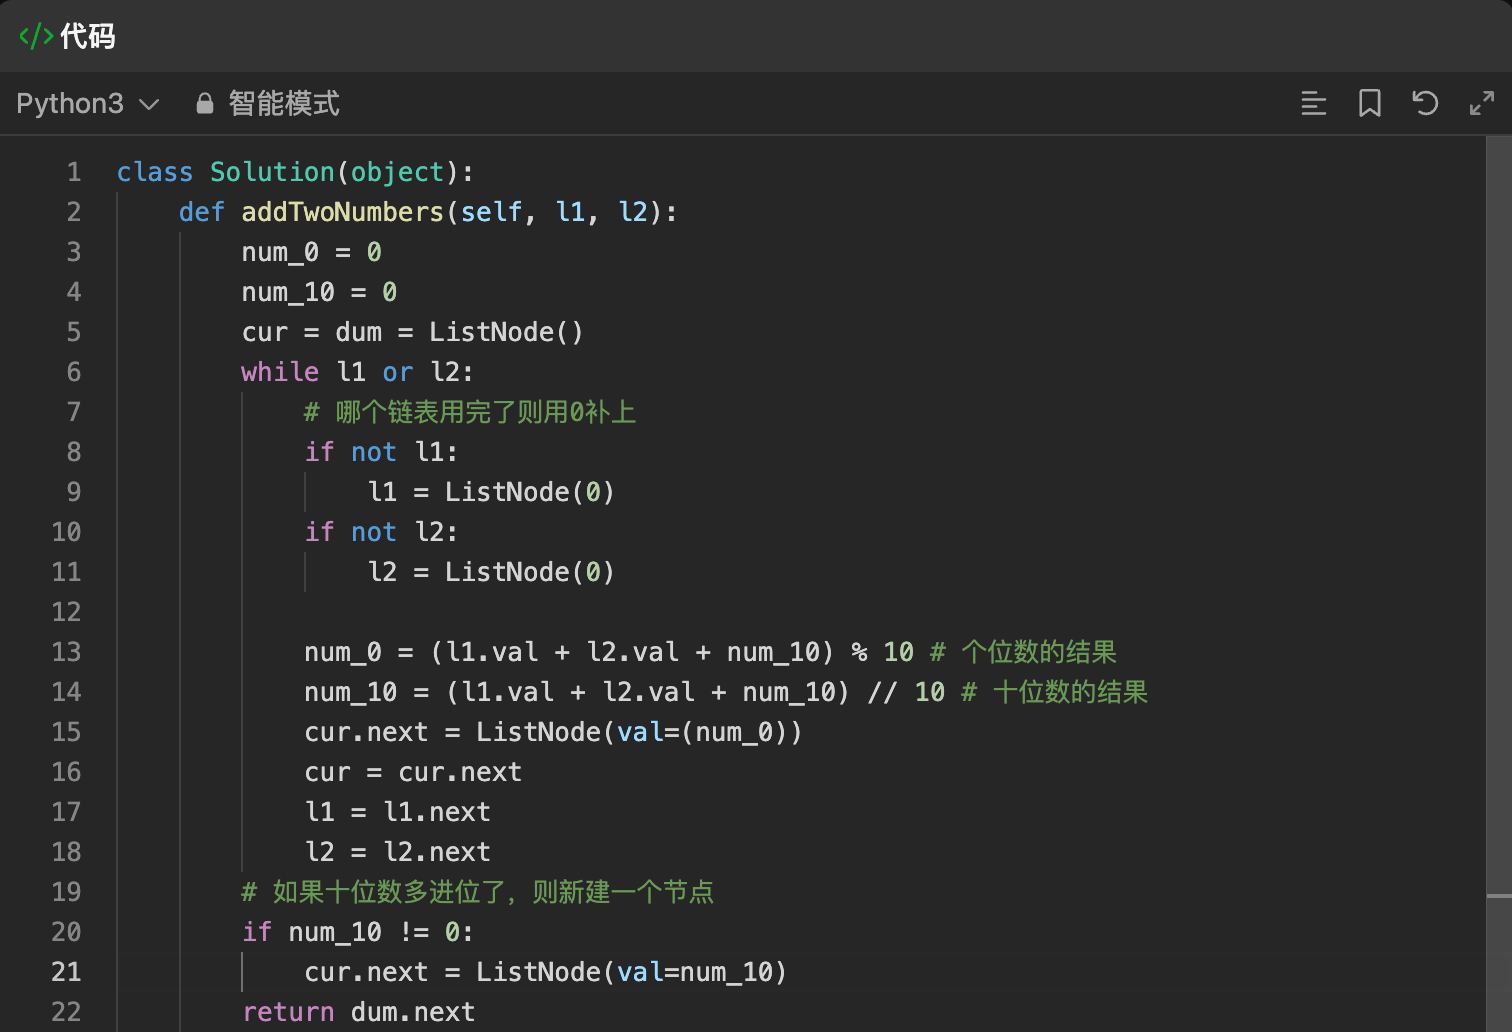 </> 代码
Python3 智能模式
1 class Solution(object):
2     def addTwoNumbers(self, l1, l2):
3         num_0 = 0
4         num_10 = 0
5         cur = dum = ListNode()
6         while l1 or l2:
7             # 哪个链表用完了则用0补上
8             if not l1:
9                 l1 = ListNode(0)
10             if not l2:
11                 l2 = ListNode(0)
12
13             num_0 = (l1.val + l2.val + num_10) % 10 # 个位数的结果
14             num_10 = (l1.val + l2.val + num_10) // 10 # 十位数的结果
15             cur.next = ListNode(val=(num_0))
16             cur = cur.next
17             l1 = l1.next
18             l2 = l2.next
19         # 如果十位数多进位了，则新建一个节点
20         if num_10 != 0:
21             cur.next = ListNode(val=num_10)
22         return dum.next